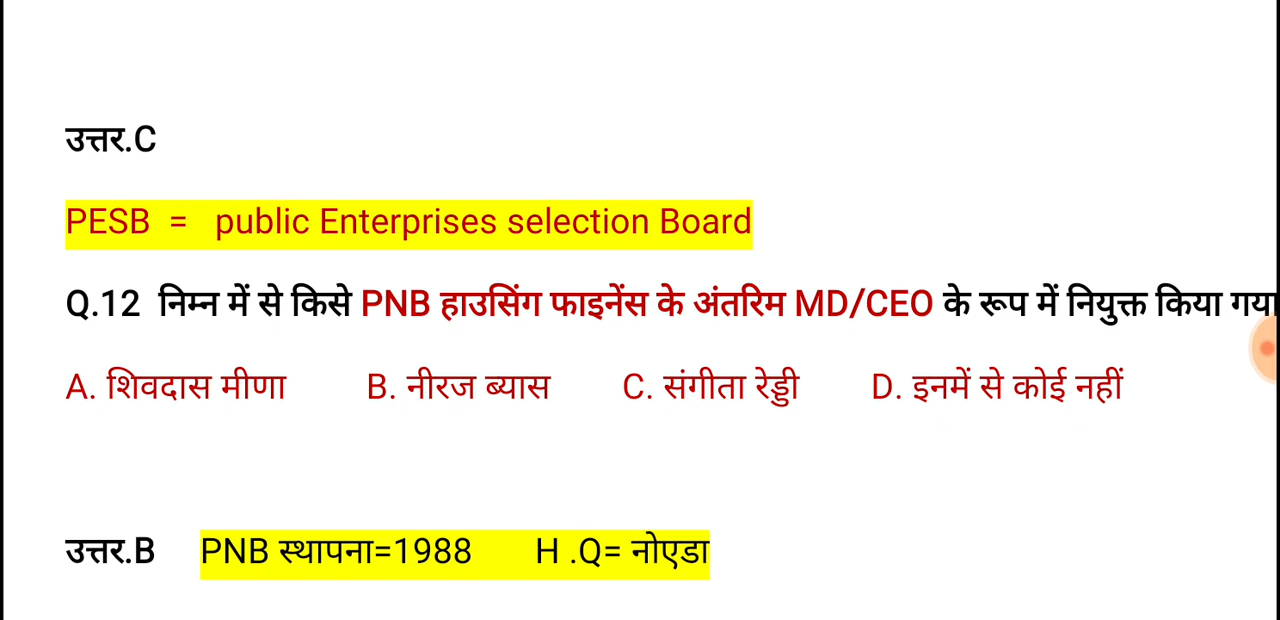 उत्तर.C
PESB = public Enterprises selection Board
Q.12 निम्न में से किसे PNB हाउसिंग फाइनेंस के अंतरिम MD/CEO के रूप में नियुक्त किया गया
A. शिवदास मीणा B. नीरज ब्यास C. संगीता रेड्डी D. इनमें से कोई नहीं
उत्तर.B PNB स्थापना=1988 H .Q= नोएडा